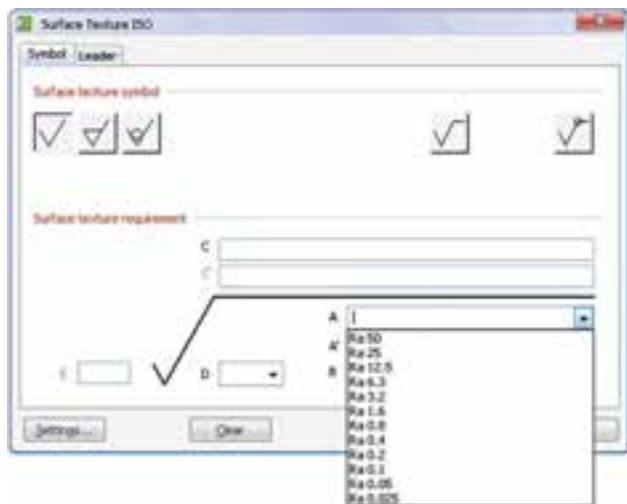 Surface Texture ISO
Symbol Leader
Surface texture symbol
Surface texture requirement
C
C'
A
A'
B
D
E
Ra 50
Ra 25
Ra 12.5
Ra 6.3
Ra 3.2
Ra 1.6
Ra 0.8
Ra 0.4
Ra 0.2
Ra 0.1
Ra 0.05
Ra 0.025
Settings...
Clear